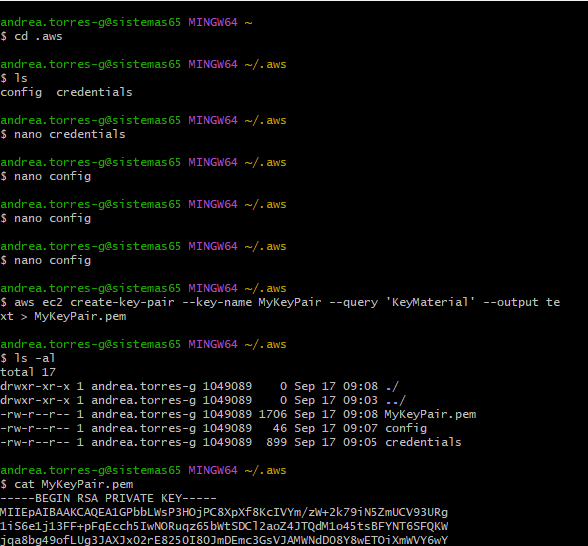 andrea.torres-g@sistemas65 MINGW64 ~
$ cd .aws
andrea.torres-g@sistemas65 MINGW64 ~/.aws
$ ls
config  credentials
andrea.torres-g@sistemas65 MINGW64 ~/.aws
$ nano credentials
andrea.torres-g@sistemas65 MINGW64 ~/.aws
$ nano config
andrea.torres-g@sistemas65 MINGW64 ~/.aws
$ nano config
andrea.torres-g@sistemas65 MINGW64 ~/.aws
$ nano config
andrea.torres-g@sistemas65 MINGW64 ~/.aws
$ aws ec2 create-key-pair --key-name MyKeyPair --query 'KeyMaterial' --output te
xt > MyKeyPair.pem
andrea.torres-g@sistemas65 MINGW64 ~/.aws
$ ls -al
total 17
drwxr-xr-x 1 andrea.torres-g 1049089    0 Sep 17 09:08 ./
drwxr-xr-x 1 andrea.torres-g 1049089    0 Sep 17 09:03 ../
-rw-r--r-- 1 andrea.torres-g 1049089 1706 Sep 17 09:08 MyKeyPair.pem
-rw-r--r-- 1 andrea.torres-g 1049089   46 Sep 17 09:07 config
-rw-r--r-- 1 andrea.torres-g 1049089  899 Sep 17 09:05 credentials
andrea.torres-g@sistemas65 MINGW64 ~/.aws
$ cat MyKeyPair.pem
-----BEGIN RSA PRIVATE KEY-----